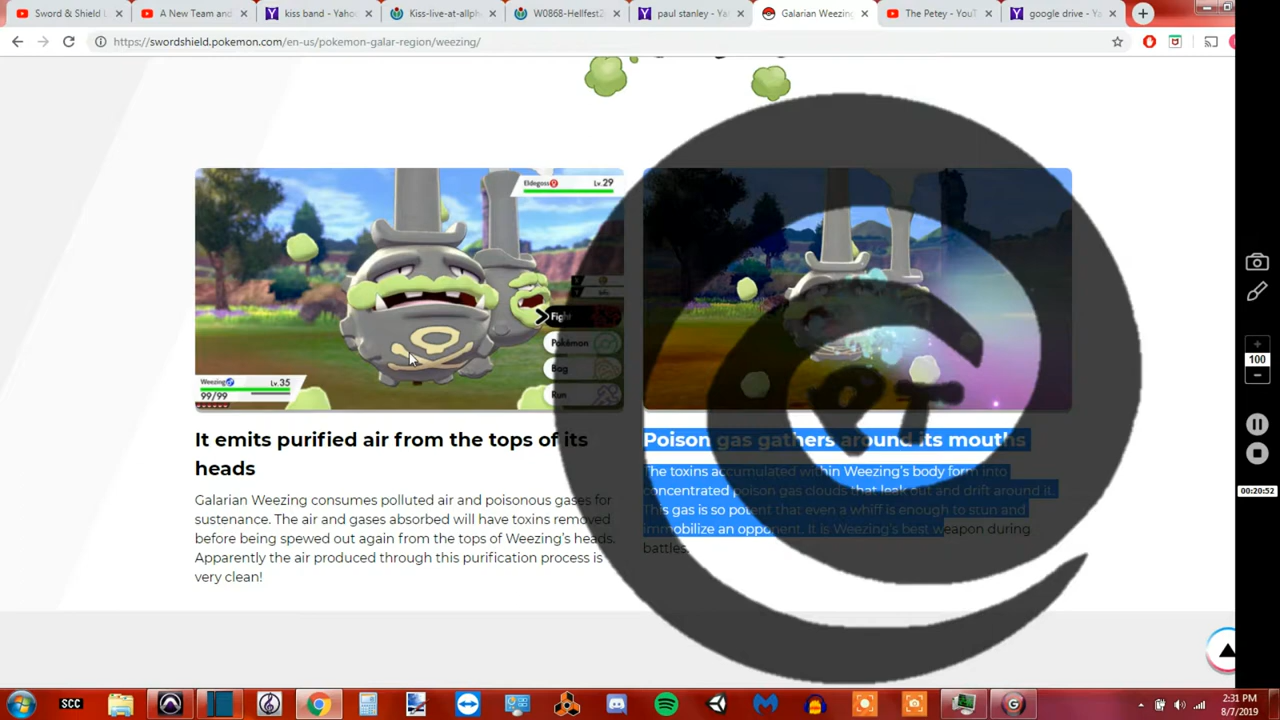 Sword & Shield L
A New Team and
kiss band - Yaho
Kiss-live-at-allph
W0868-Hellfest2
paul stanley - Ya
Galarian Weezing
The Petey - YouT
google drive - Ya
https://swordshield.pokemon.com/en-us/pokemon-galar-region/weezing/
Eldegoss Lv.29
Fight
Pokémon
Bag
Run
Weezing Lv.35
99/99
It emits purified air from the tops of its
heads
Galarian Weezing consumes polluted air and poisonous gases for
sustenance. The air and gases absorbed will have toxins removed
before being spewed out again from the tops of Weezing's heads.
Apparently the air produced through this purification process is
very clean!
Poison gas gathers around its mouths
The toxins accumulated within Weezing's body form into
concentrated poison gas clouds that leak out and drift around it.
This gas is so potent that even a whiff is enough to stun and
immobilize an opponent. It is Weezing's best weapon during
battles.
100
00:20:52
SCC
2:31 PM
8/7/2019